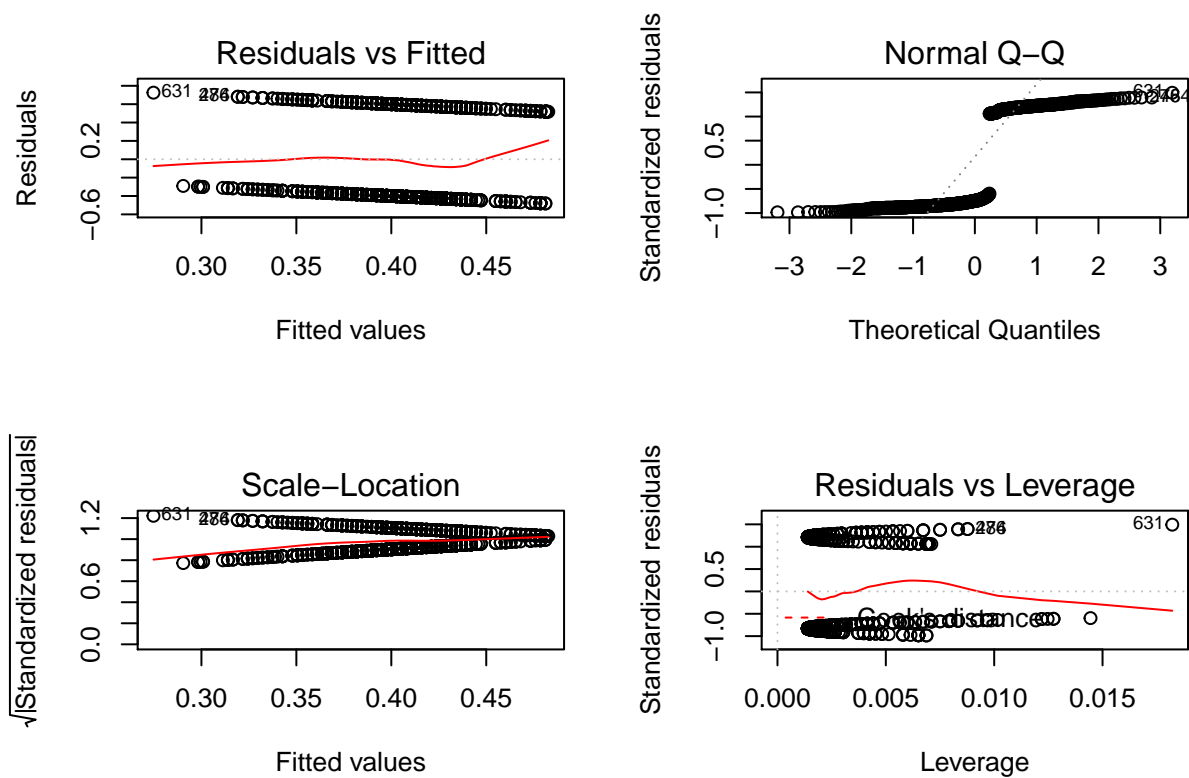 Residuals vs Fitted
Residuals
0.2
−0.6
631
0.30 0.35 0.40 0.45
Fitted values
Normal Q−Q
Standardized residuals
0.5
−1.0
631
−3 −2 −1 0 1 2 3
Theoretical Quantiles
Scale−Location
√|Standardized residuals|
1.2
0.6
0.0
631
0.30 0.35 0.40 0.45
Fitted values
Residuals vs Leverage
Standardized residuals
0.5
−1.0
631
Cook's distance
0.000 0.005 0.010 0.015
Leverage